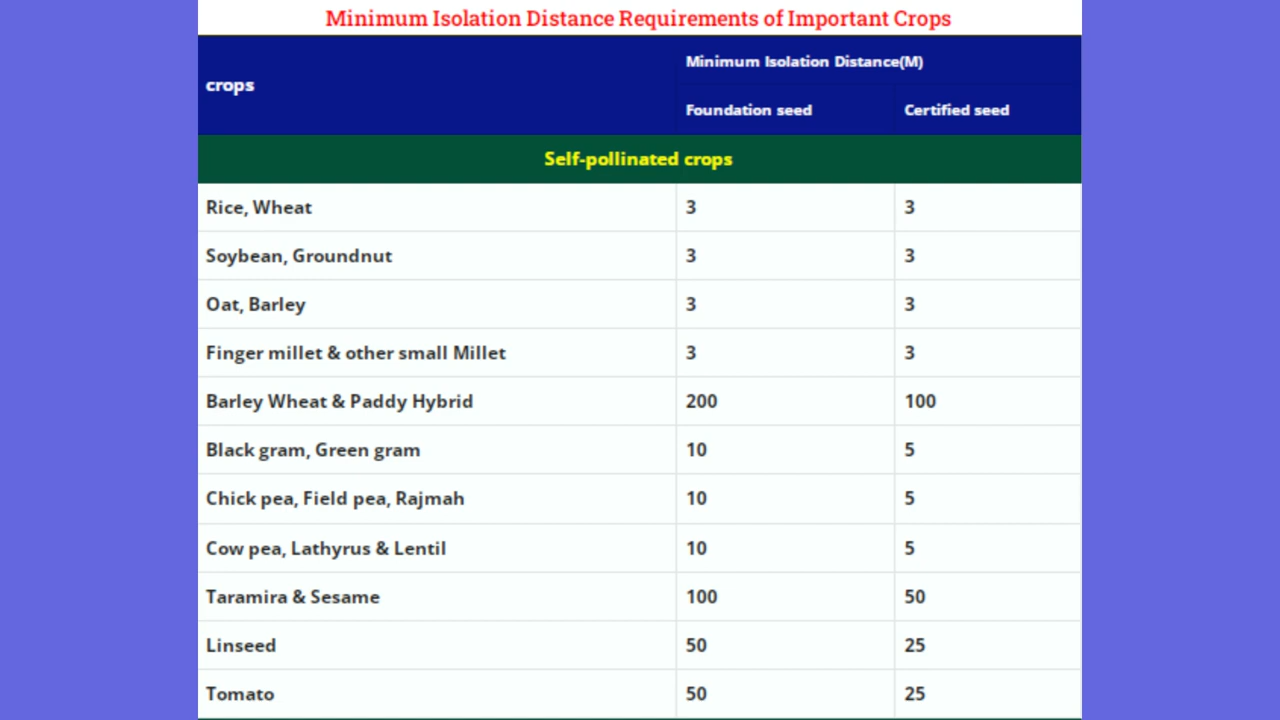 Minimum Isolation Distance Requirements of Important Crops
crops
Minimum Isolation Distance(M)
Foundation seed Certified seed
Self-pollinated crops
Rice, Wheat 3 3
Soybean, Groundnut 3 3
Oat, Barley 3 3
Finger millet & other small Millet 3 3
Barley Wheat & Paddy Hybrid 200 100
Black gram, Green gram 10 5
Chick pea, Field pea, Rajmah 10 5
Cow pea, Lathyrus & Lentil 10 5
Taramira & Sesame 100 50
Linseed 50 25
Tomato 50 25